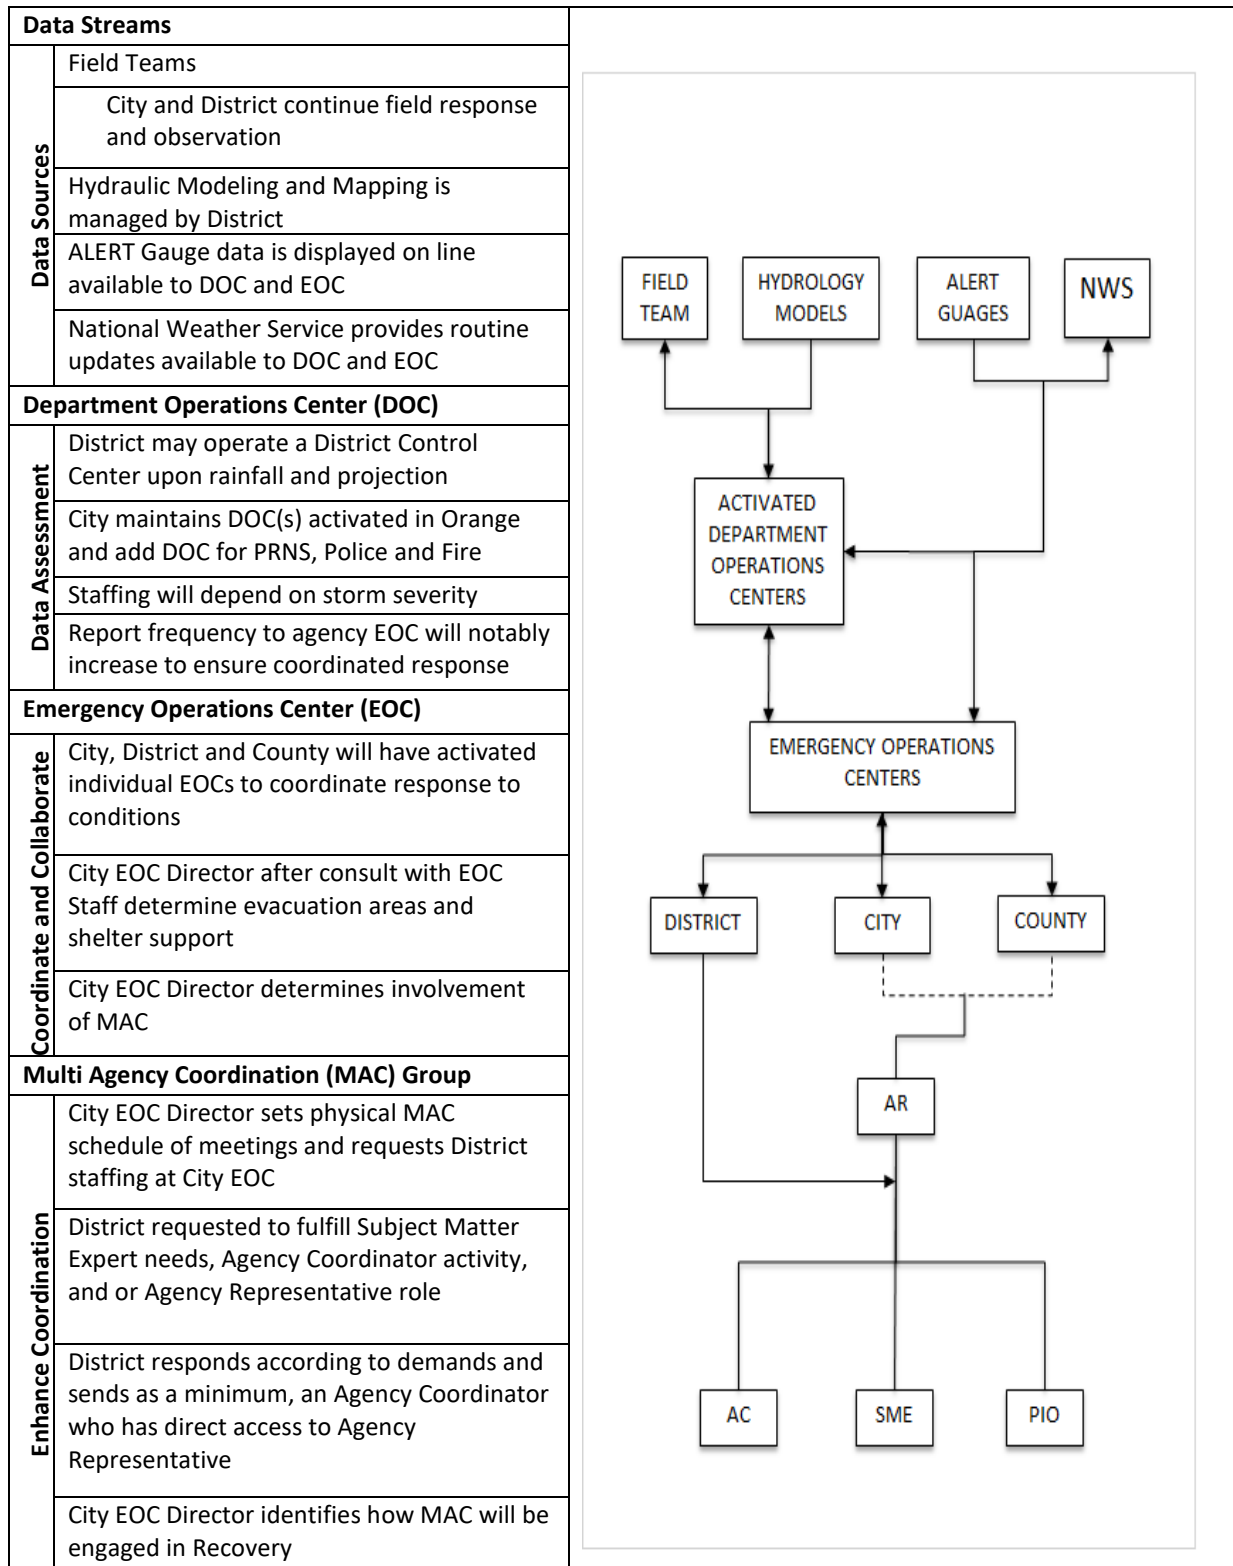 Data Streams
Data Sources
Field Teams
City and District continue field response
and observation
Hydraulic Modeling and Mapping is
managed by District
ALERT Gauge data is displayed on line
available to DOC and EOC
National Weather Service provides routine
updates available to DOC and EOC
Department Operations Center (DOC)
Data Assessment
District may operate a District Control
Center upon rainfall and projection
City maintains DOC(s) activated in Orange
and add DOC for PRNS, Police and Fire
Staffing will depend on storm severity
Report frequency to agency EOC will notably
increase to ensure coordinated response
Emergency Operations Center (EOC)
Coordinate and Collaborate
City, District and County will have activated
individual EOCs to coordinate response to
conditions
City EOC Director after consult with EOC
Staff determine evacuation areas and
shelter support
City EOC Director determines involvement
of MAC
Multi Agency Coordination (MAC) Group
Enhance Coordination
City EOC Director sets physical MAC
schedule of meetings and requests District
staffing at City EOC
District requested to fulfill Subject Matter
Expert needs, Agency Coordinator activity,
and or Agency Representative role
District responds according to demands and
sends as a minimum, an Agency Coordinator
who has direct access to Agency
Representative
City EOC Director identifies how MAC will be
engaged in Recovery
FIELD
TEAM
HYDROLOGY
MODELS
ALERT
GUAGES
NWS
ACTIVATED
DEPARTMENT
OPERATIONS
CENTERS
EMERGENCY OPERATIONS
CENTERS
DISTRICT
CITY
COUNTY
AR
AC
SME
PIO